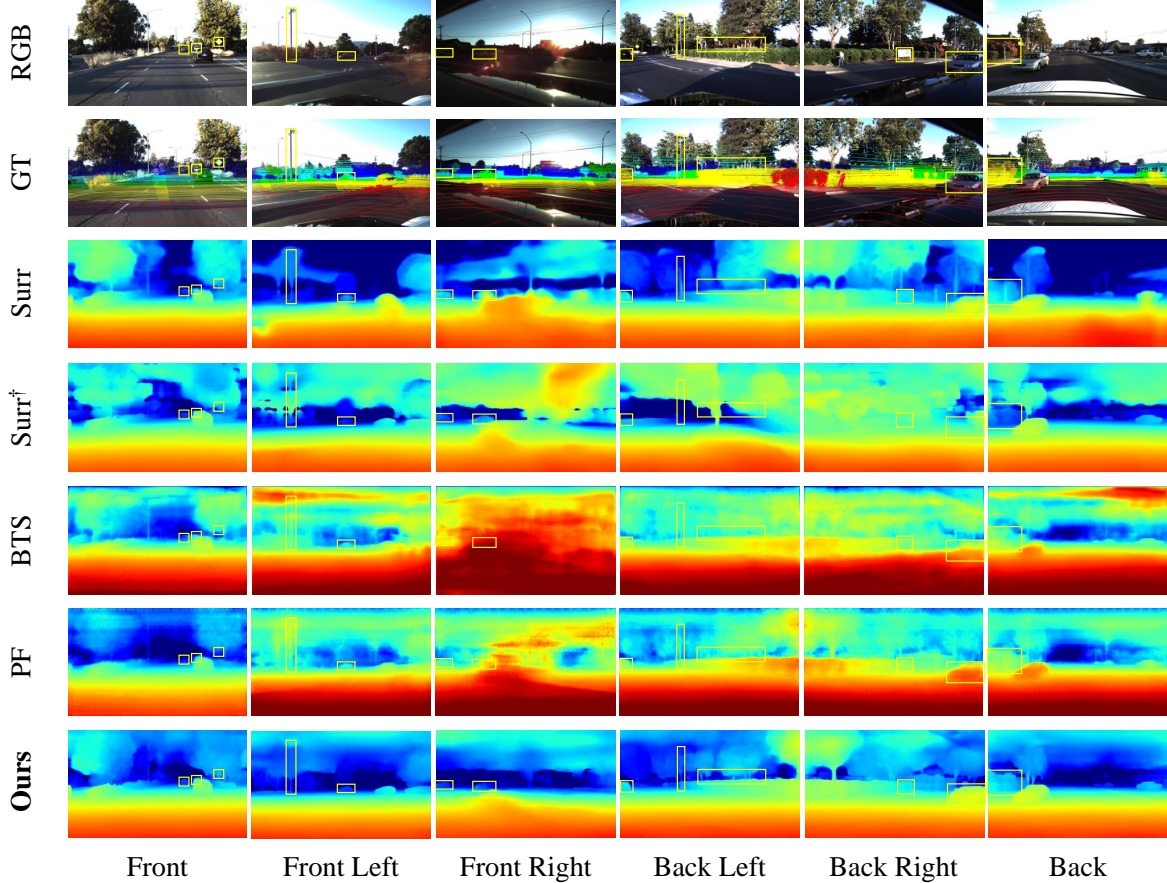 RGB
GT
Surr
Surr†
BTS
PF
Ours
Front
Front Left
Front Right
Back Left
Back Right
Back